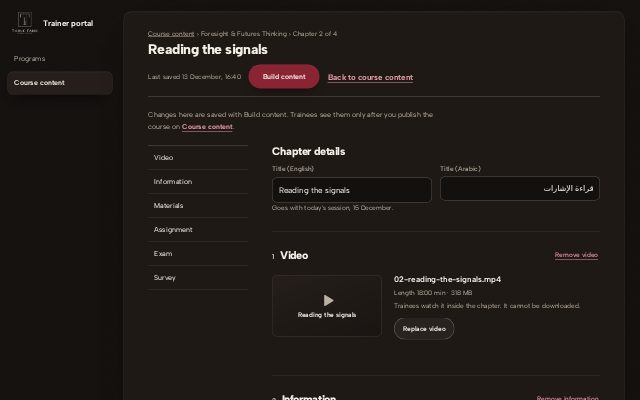 Trainer portal
Programs
Course content
Course content › Foresight & Futures Thinking › Chapter 2 of 4
Reading the signals
Last saved 13 December, 16:40
Build content
Back to course content
Changes here are saved with Build content. Trainees see them only after you publish the
course on Course content.
Video
Information
Materials
Assignment
Exam
Survey
Chapter details
Title (English)
Title (Arabic)
Reading the signals
قراءة الإشارات
Goes with today's session, 15 December.
1 Video
Remove video
Reading the signals
02-reading-the-signals.mp4
Length 18:00 min · 318 MB
Trainees watch it inside the chapter. It cannot be downloaded.
Replace video
Information
Remove information